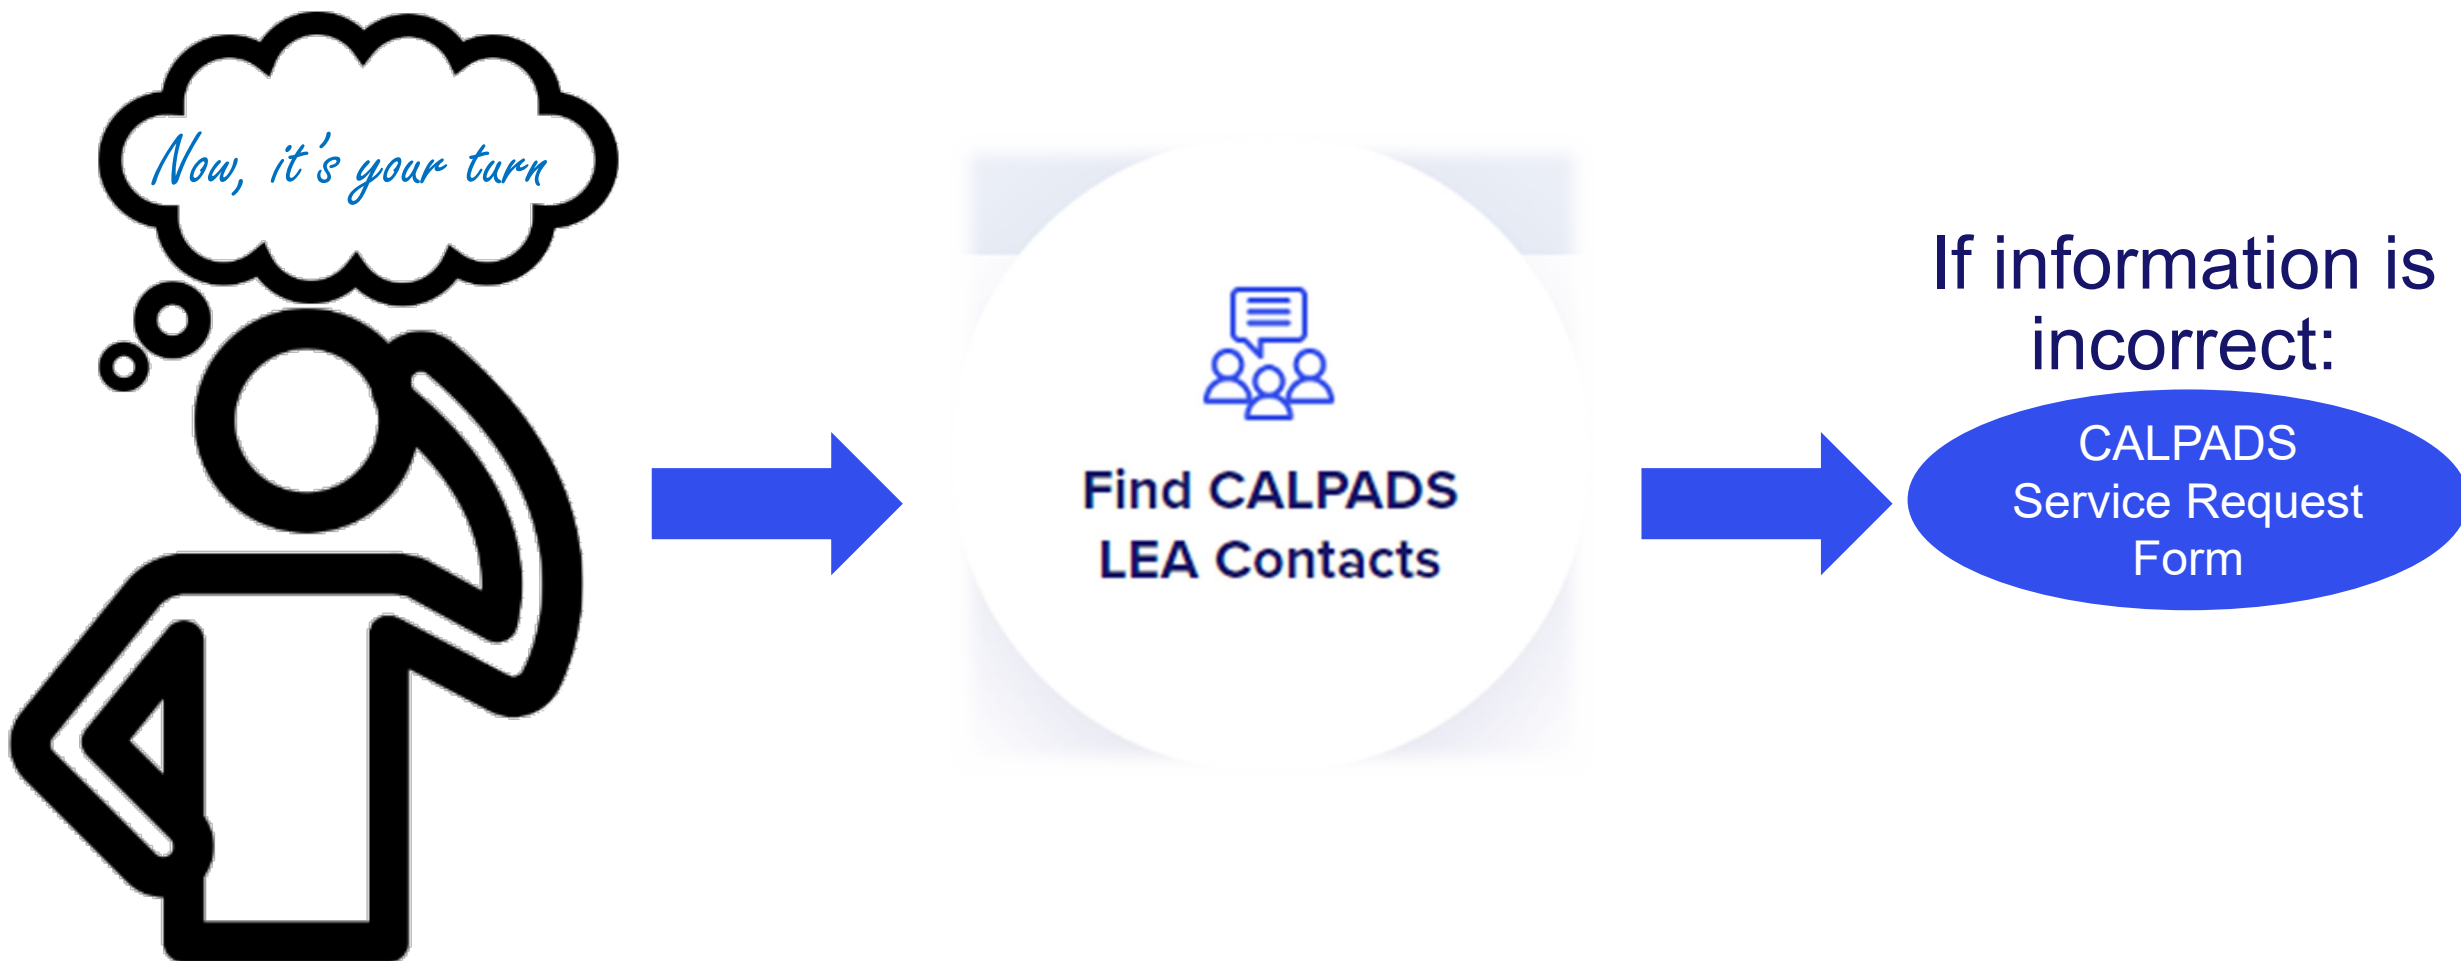 Now, it's your turn
Find CALPADS
LEA Contacts
If information is
incorrect:
CALPADS
Service Request
Form